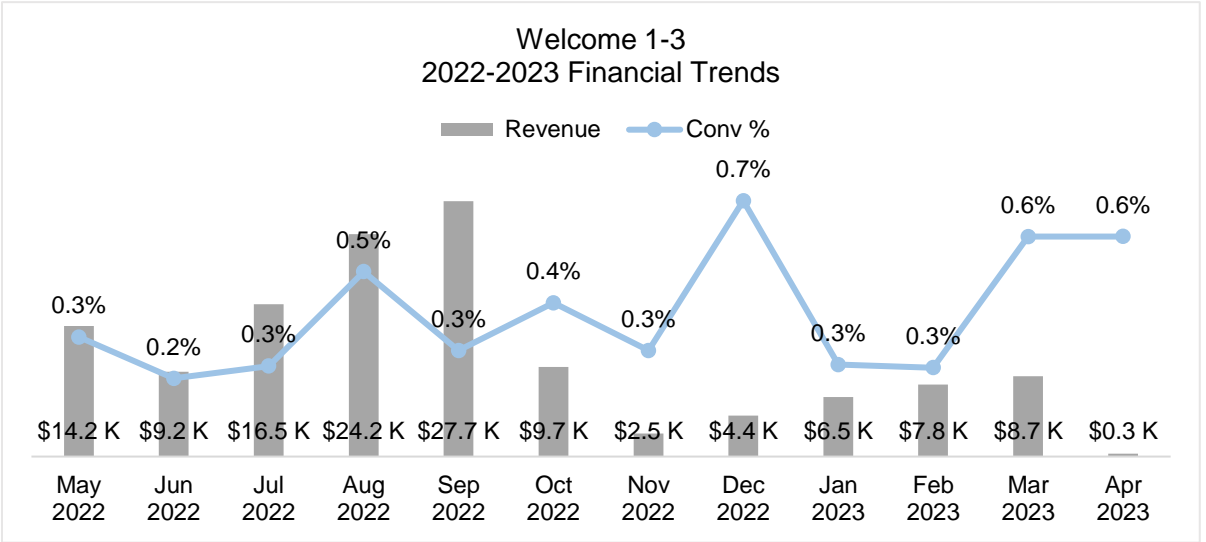 Welcome 1-3
2022-2023 Financial Trends
Revenue Conv %
0.3%
0.2%
0.3%
0.5%
0.3%
0.4%
0.3%
0.7%
0.3%
0.3%
0.6%
0.6%
$14.2 K $9.2 K $16.5 K $24.2 K $27.7 K $9.7 K $2.5 K $4.4 K $6.5 K $7.8 K $8.7 K $0.3 K
May Jun Jul Aug Sep Oct Nov Dec Jan Feb Mar Apr
2022 2022 2022 2022 2022 2022 2022 2022 2023 2023 2023 2023